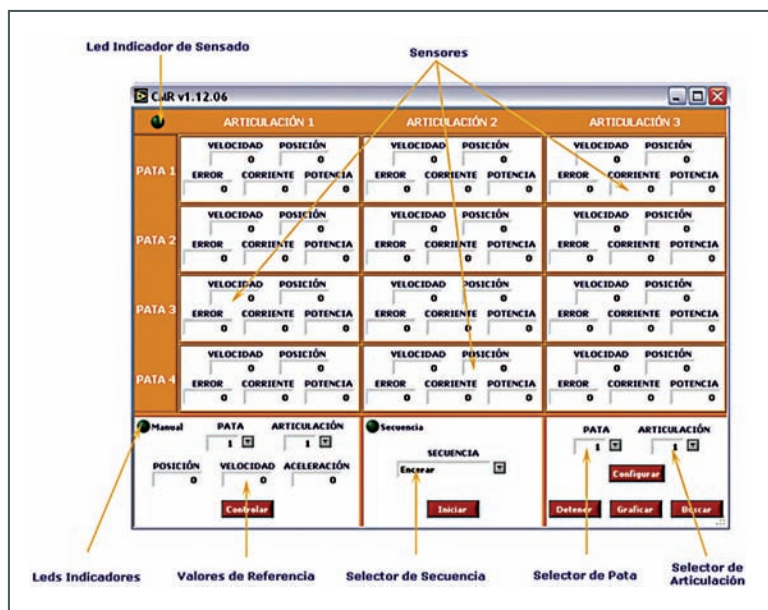 Led Indicador de Sensado
Sensores
CMR v1.12.06
ARTICULACIÓN 1 ARTICULACIÓN 2 ARTICULACIÓN 3
PATA 1
VELOCIDAD POSICIÓN VELOCIDAD POSICIÓN VELOCIDAD POSICIÓN
0 0 0 0 0 0
ERROR CORRIENTE POTENCIA ERROR CORRIENTE POTENCIA ERROR CORRIENTE POTENCIA
0 0 0 0 0 0 0 0 0
PATA 2
VELOCIDAD POSICIÓN VELOCIDAD POSICIÓN VELOCIDAD POSICIÓN
0 0 0 0 0 0
ERROR CORRIENTE POTENCIA ERROR CORRIENTE POTENCIA ERROR CORRIENTE POTENCIA
0 0 0 0 0 0 0 0 0
PATA 3
VELOCIDAD POSICIÓN VELOCIDAD POSICIÓN VELOCIDAD POSICIÓN
0 0 0 0 0 0
ERROR CORRIENTE POTENCIA ERROR CORRIENTE POTENCIA ERROR CORRIENTE POTENCIA
0 0 0 0 0 0 0 0 0
PATA 4
VELOCIDAD POSICIÓN VELOCIDAD POSICIÓN VELOCIDAD POSICIÓN
0 0 0 0 0 0
ERROR CORRIENTE POTENCIA ERROR CORRIENTE POTENCIA ERROR CORRIENTE POTENCIA
0 0 0 0 0 0 0 0 0
Manual
PATA ARTICULACIÓN
1 1
POSICIÓN VELOCIDAD ACELERACIÓN
0 0 0
Controlar
Secuencia
SECUENCIA
Encerar
Iniciar
PATA ARTICULACIÓN
1 1
Configurar
Detener Graficar Buscar
Leds Indicadores
Valores de Referencia
Selector de Secuencia
Selector de Pata
Selector de
Articulación